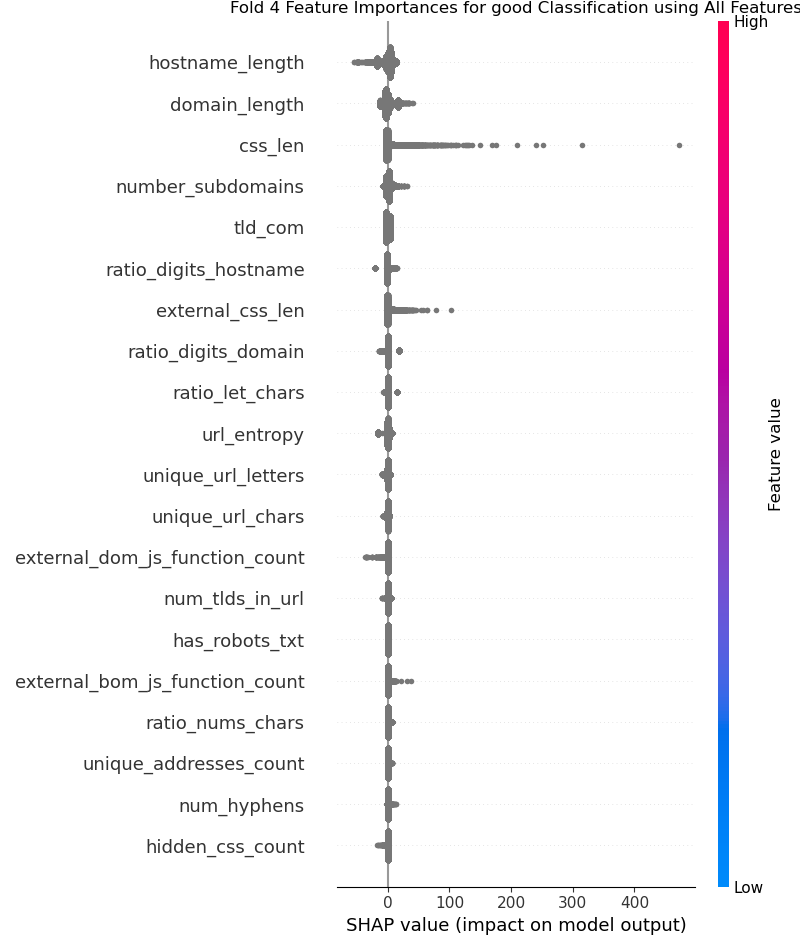 Fold 4 Feature Importances for good Classification using All Features
High
hostname_length
domain_length
css_len
number_subdomains
tld_com
ratio_digits_hostname
external_css_len
ratio_digits_domain
ratio_let_chars
url_entropy
unique_url_letters
unique_url_chars
external_dom_js_function_count
num_tlds_in_url
has_robots_txt
external_bom_js_function_count
ratio_nums_chars
unique_addresses_count
num_hyphens
hidden_css_count
Feature value
Low
0 100 200 300 400
SHAP value (impact on model output)